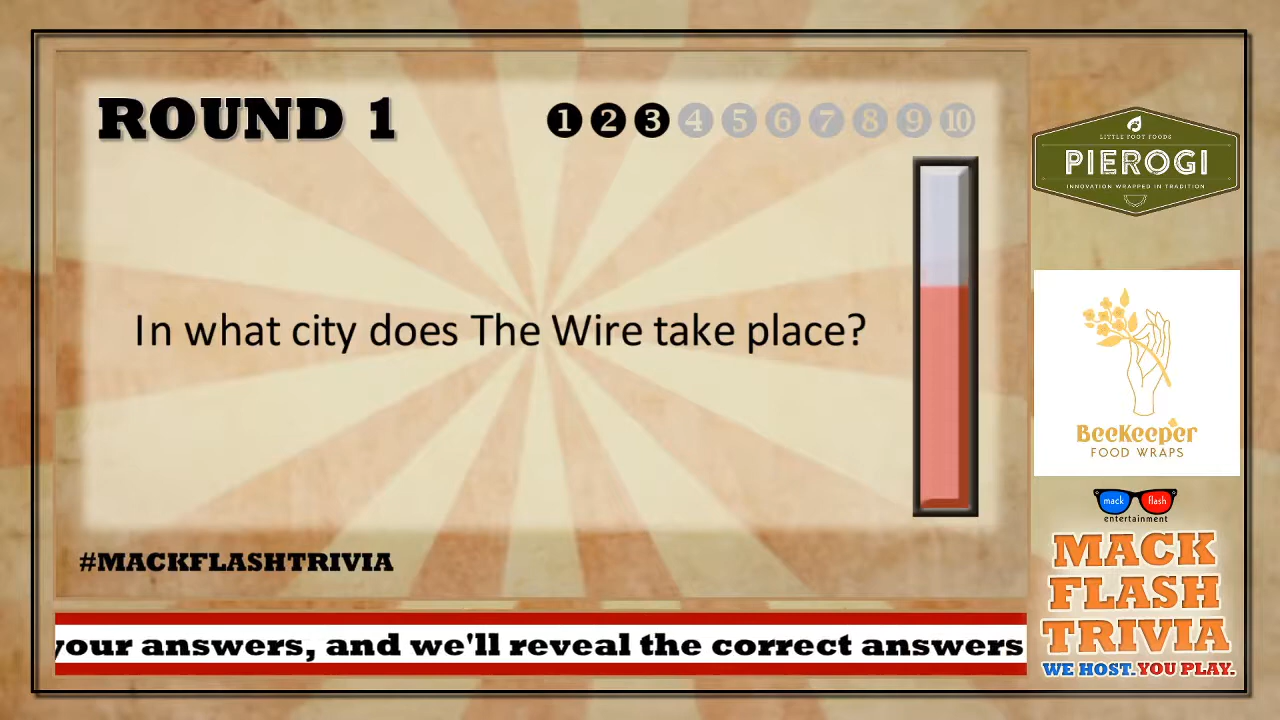 ROUND 1
1 2 3 4 5 6 7 8 9 10
In what city does The Wire take place?
#MACKFLASHTRIVIA
your answers, and we'll reveal the correct answers
LITTLE FOOT FOODS
PIEROGI
INNOVATION WRAPPED IN TRADITION
BeeKeeper
FOOD WRAPS
mack flash
entertainment
MACK
FLASH
TRIVIA
WE HOST. YOU PLAY.